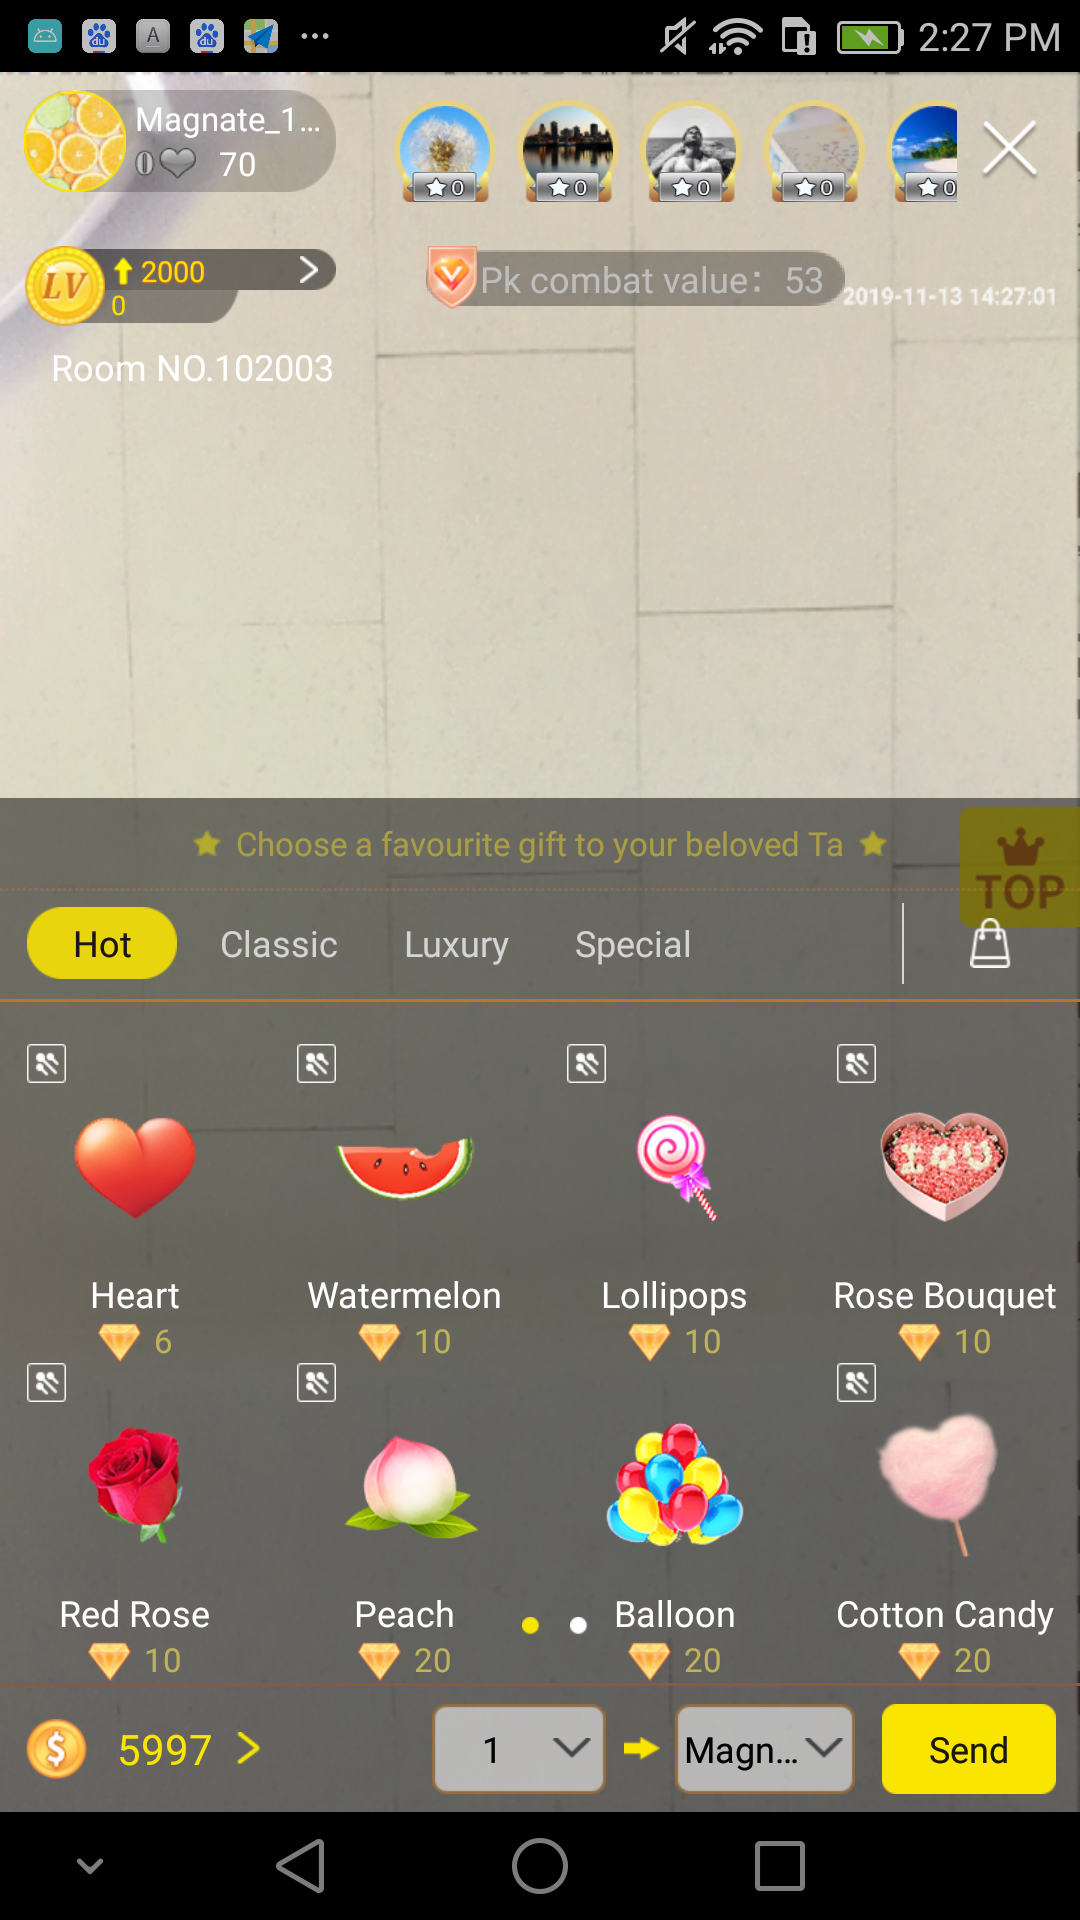 2:27 PM
Magnate_1...
0 70
0 0 0 0 0
LV 2000
0
Pk combat value: 53
2019-11-13 14:27:01
Room NO.102003
Choose a favourite gift to your beloved Ta
TOP
Hot Classic Luxury Special
Heart Watermelon Lollipops Rose Bouquet
6 10 10 10
Red Rose Peach Balloon Cotton Candy
10 20 20 20
5997 1 Magn... Send